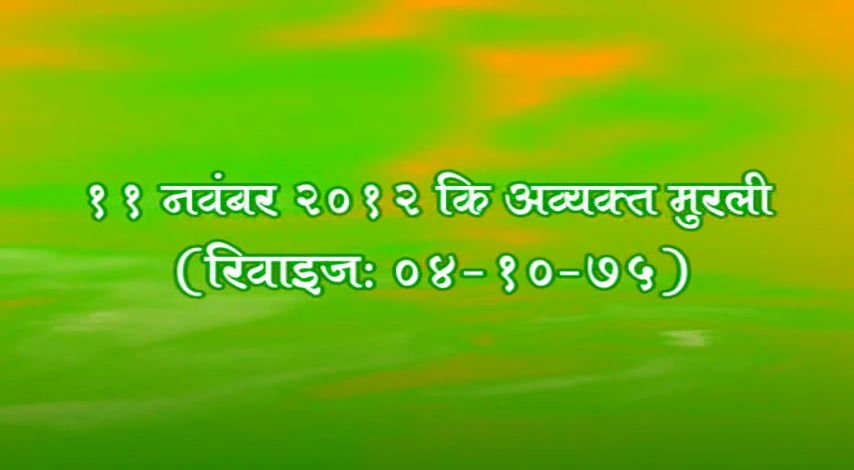 ११ नवंबर २०१२ कि अव्यक्त मुरली
(रिवाइजः ०४-१०-७५)